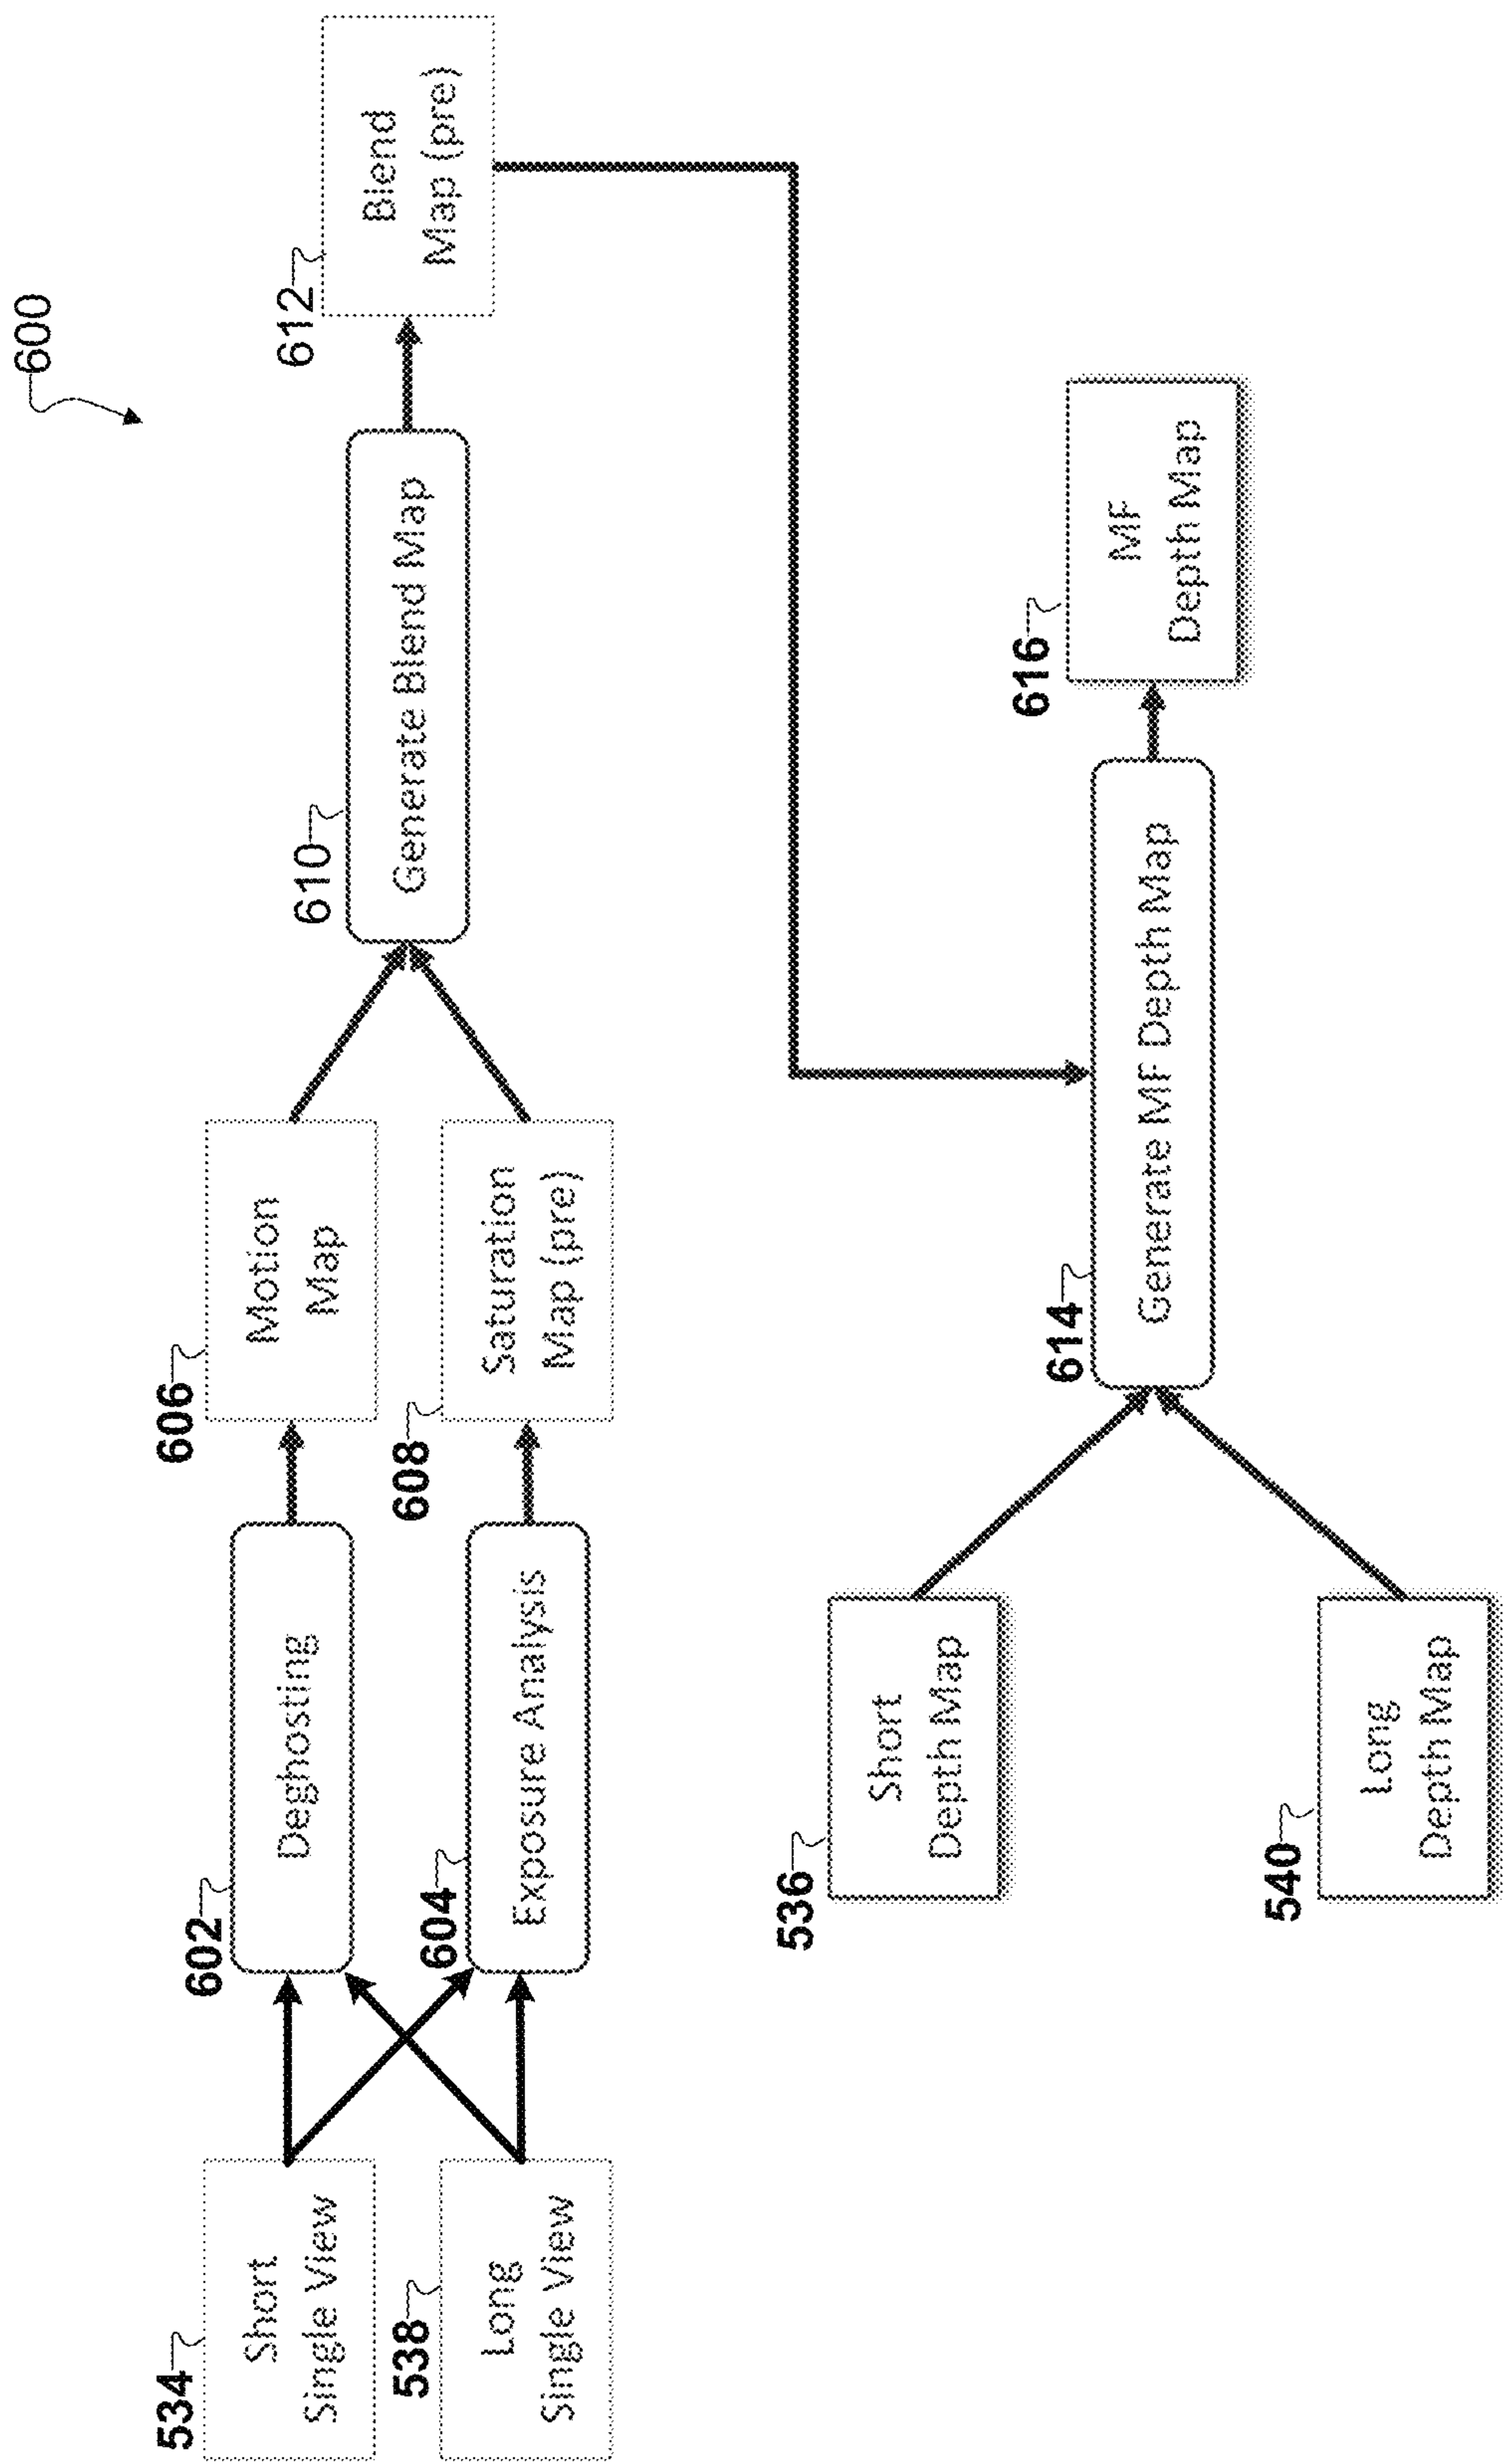 600
534
Short
Single View
538
Long
Single View
602
Deghosting
604
Exposure Analysis
606
Motion
Map
608
Saturation
Map (pre)
610
Generate Blend Map
612
Blend
Map (pre)
536
Short
Depth Map
540
Long
Depth Map
614
Generate MF Depth Map
616
MF
Depth Map